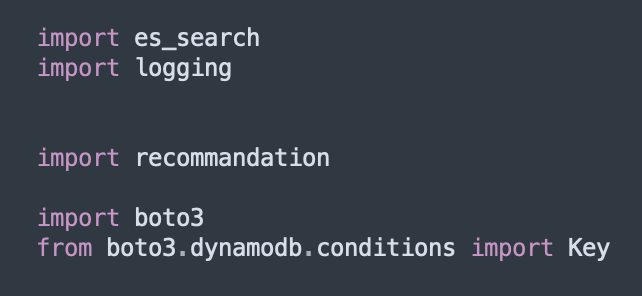 import es_search
import logging
import recommandation
import boto3
from boto3.dynamodb.conditions import Key